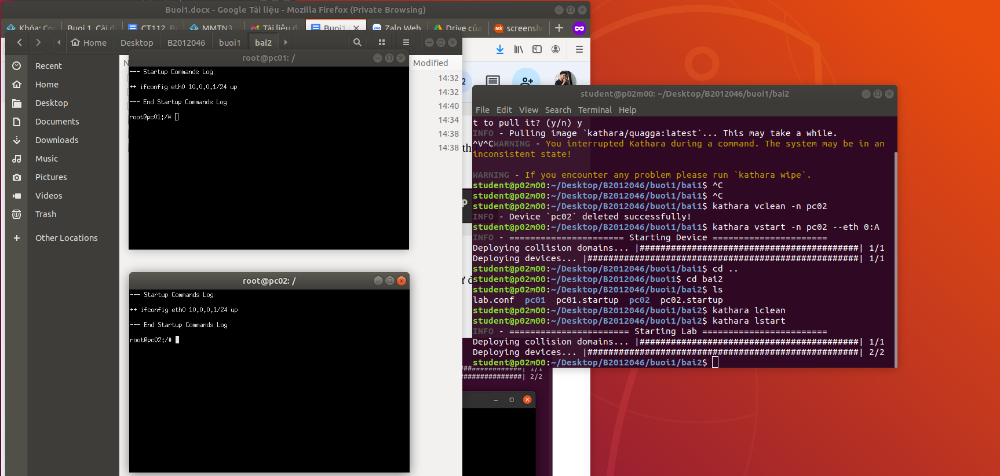 Buoi1.docx - Google Tài liệu - Mozilla Firefox (Private Browsing)
Khóa: Co
Buổi 1. Cài đ
CT112_B
MMTN3
Tài liệu đ
Buoi1
Zalo Web
Drive của
screensh
Home
Desktop
B2012046
buoi1
bai2
Recent
Home
Desktop
Documents
Downloads
Music
Pictures
Videos
Trash
Other Locations
Modified
14:32
14:32
14:40
14:34
14:38
14:38
root@pc01: /
--- Startup Commands Log
++ ifconfig eth0 10.0.0.1/24 up
--- End Startup Commands Log
root@pc01:/#
root@pc02: /
--- Startup Commands Log
++ ifconfig eth0 10.0.0.1/24 up
--- End Startup Commands Log
root@pc02:/#
student@p02m00: ~/Desktop/B2012046/buoi1/bai2
File Edit View Search Terminal Help
t to pull it? (y/n) y
INFO - Pulling image `kathara/quagga:latest`... This may take a while.
^V^CWARNING - You interrupted Kathara during a command. The system may be in an
inconsistent state!
WARNING - If you encounter any problem please run `kathara wipe`.
student@p02m00:~/Desktop/B2012046/buoi1/bai1$ ^C
student@p02m00:~/Desktop/B2012046/buoi1/bai1$ ^C
student@p02m00:~/Desktop/B2012046/buoi1/bai1$ kathara vclean -n pc02
INFO - Device `pc02` deleted successfully!
student@p02m00:~/Desktop/B2012046/buoi1/bai1$ kathara vstart -n pc02 --eth 0:A
INFO - ======================= Starting Device ======================
Deploying collision domains... |##########################################| 1/1
Deploying devices... |####################################################| 1/1
student@p02m00:~/Desktop/B2012046/buoi1/bai1$ cd ..
student@p02m00:~/Desktop/B2012046/buoi1$ cd bai2
student@p02m00:~/Desktop/B2012046/buoi1/bai2$ ls
lab.conf pc01 pc01.startup pc02 pc02.startup
student@p02m00:~/Desktop/B2012046/buoi1/bai2$ kathara lclean
student@p02m00:~/Desktop/B2012046/buoi1/bai2$ kathara lstart
INFO - ======================= Starting Lab ========================
Deploying collision domains... |##########################################| 1/1
Deploying devices... |####################################################| 2/2
student@p02m00:~/Desktop/B2012046/buoi1/bai2$
############| 1/1
############| 2/2